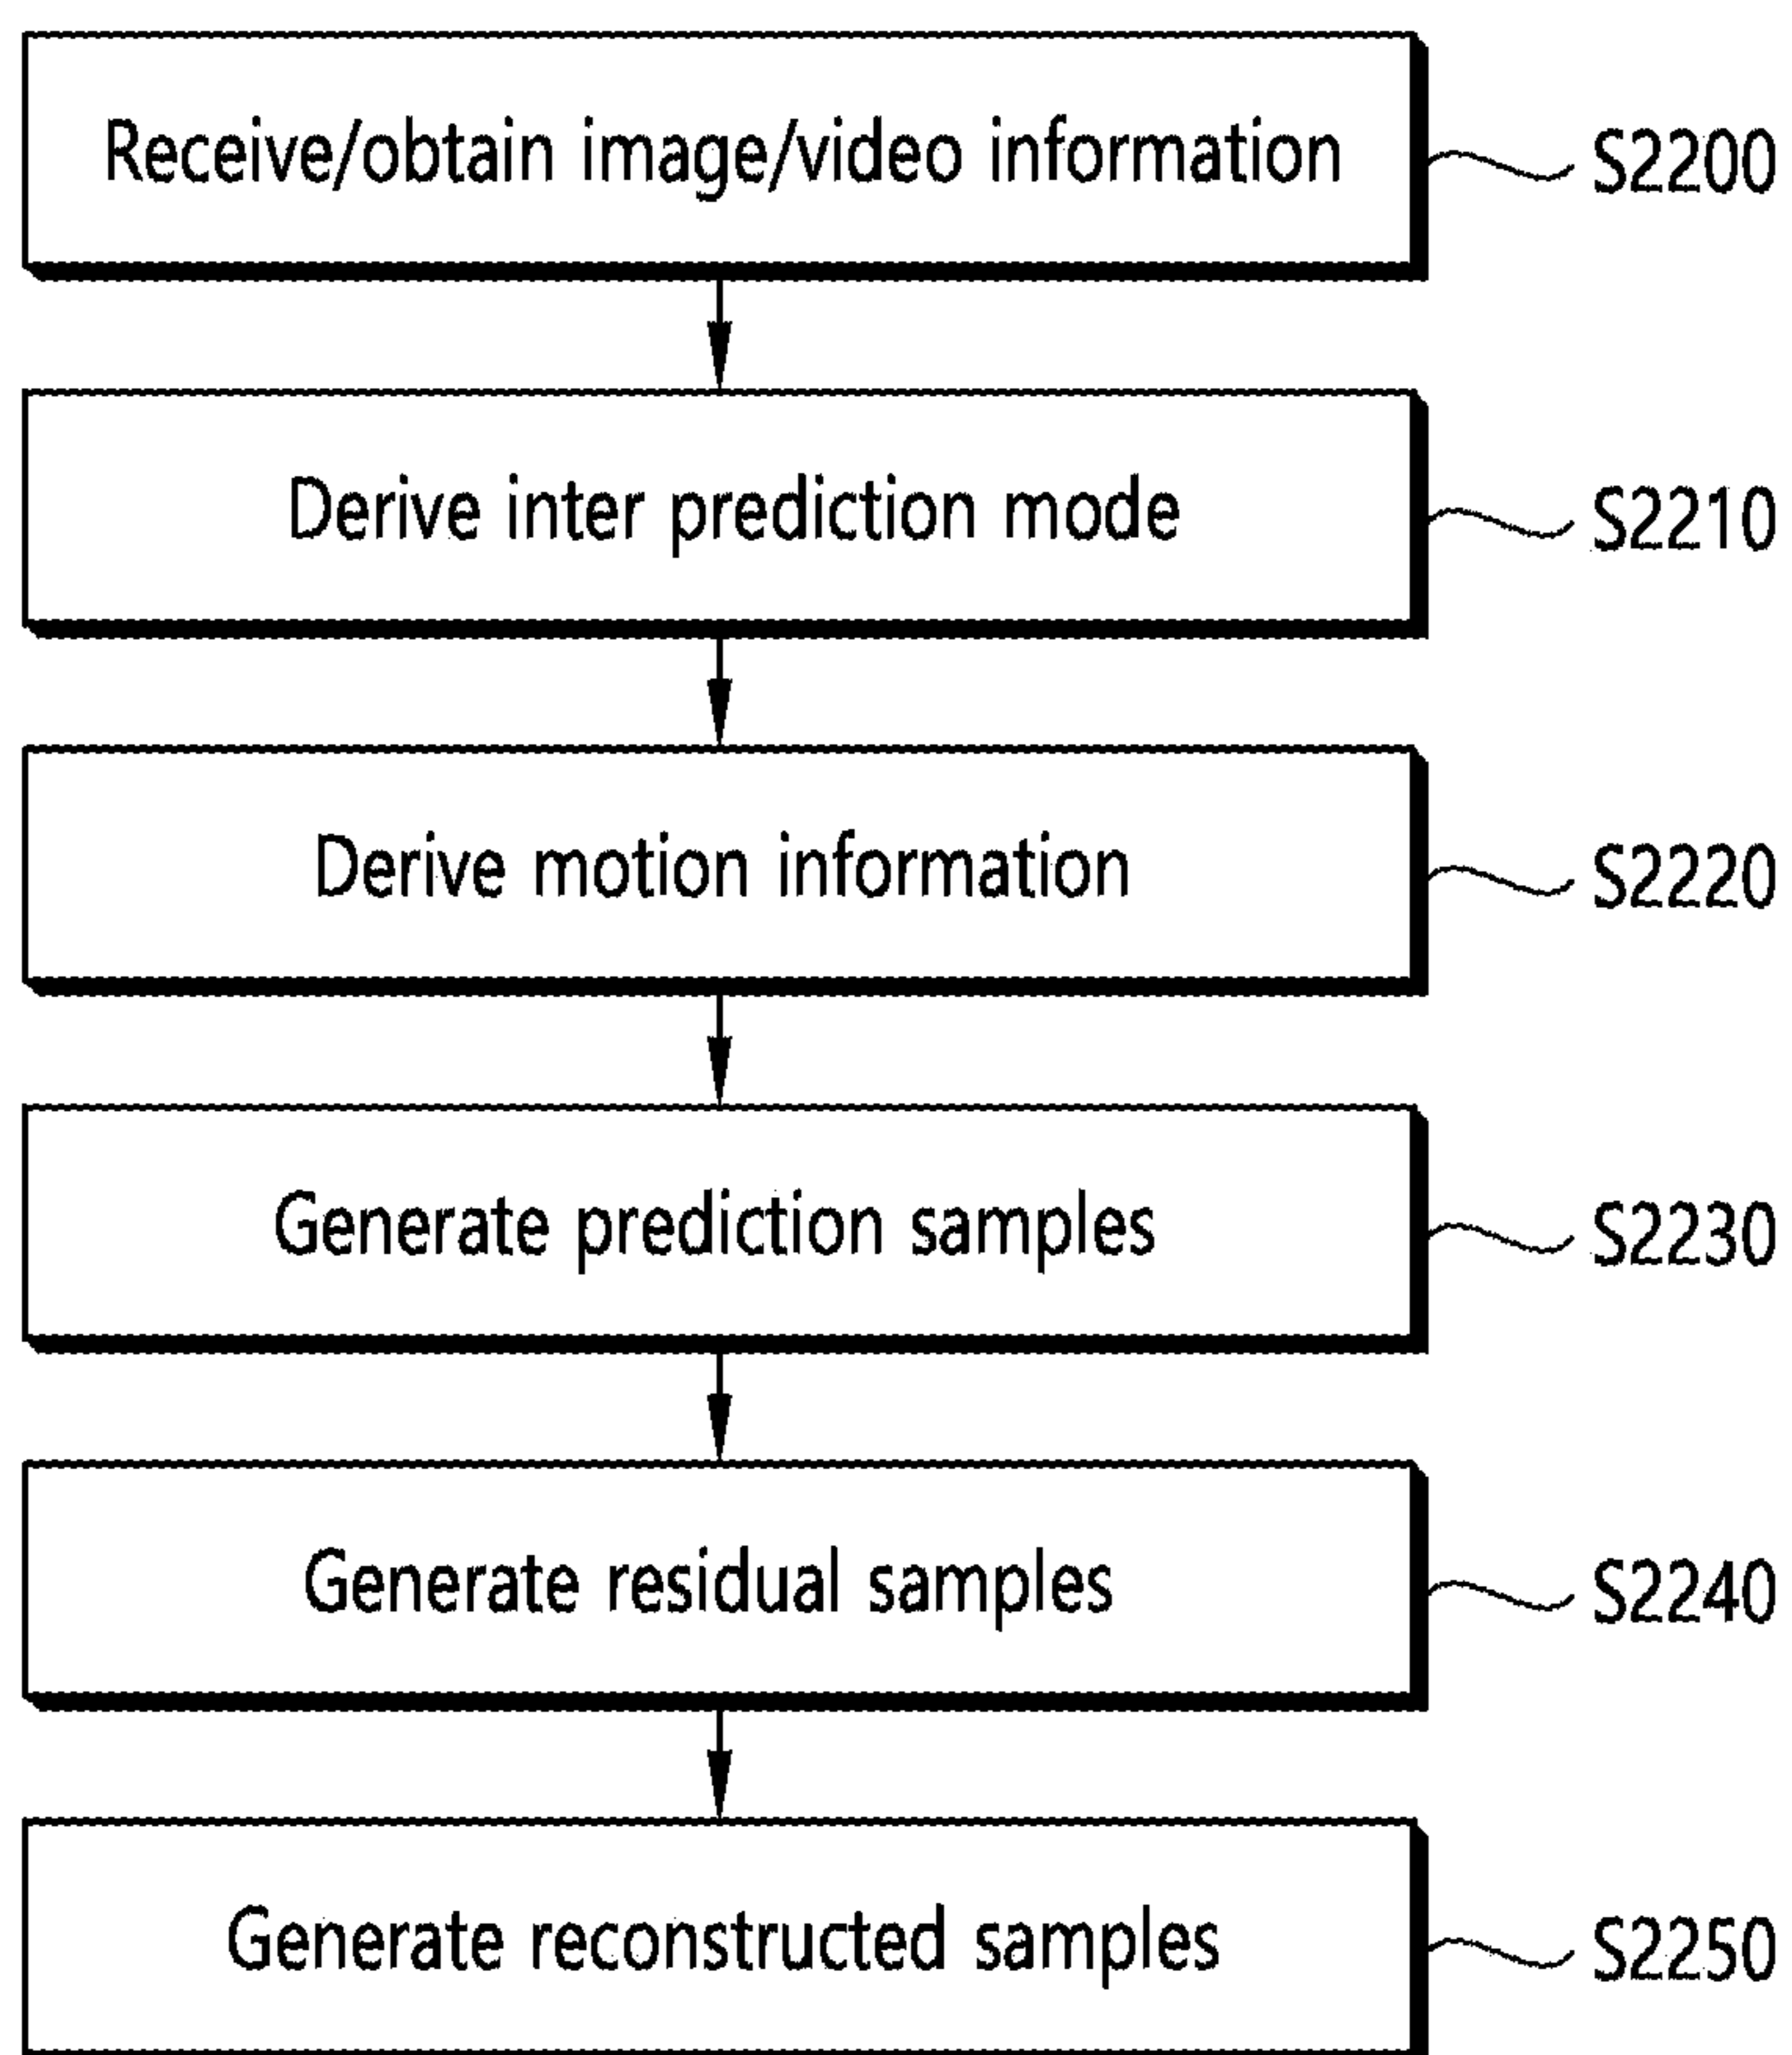 Receive/obtain image/video information
S2200
Derive inter prediction mode
S2210
Derive motion information
S2220
Generate prediction samples
S2230
Generate residual samples
S2240
Generate reconstructed samples
S2250